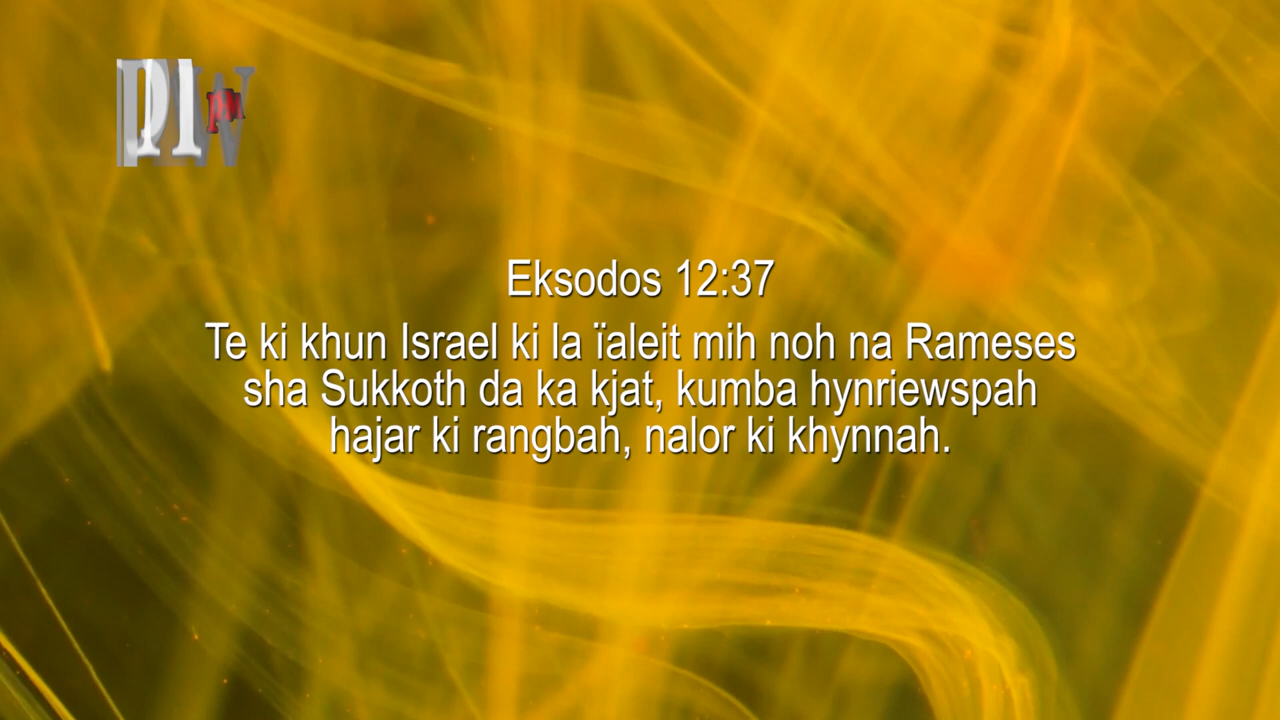 Eksodos 12:37
Te ki khun Israel ki la ïaleit mih noh na Rameses
sha Sukkoth da ka kjat, kumba hynriewspah
hajar ki rangbah, nalor ki khynnah.